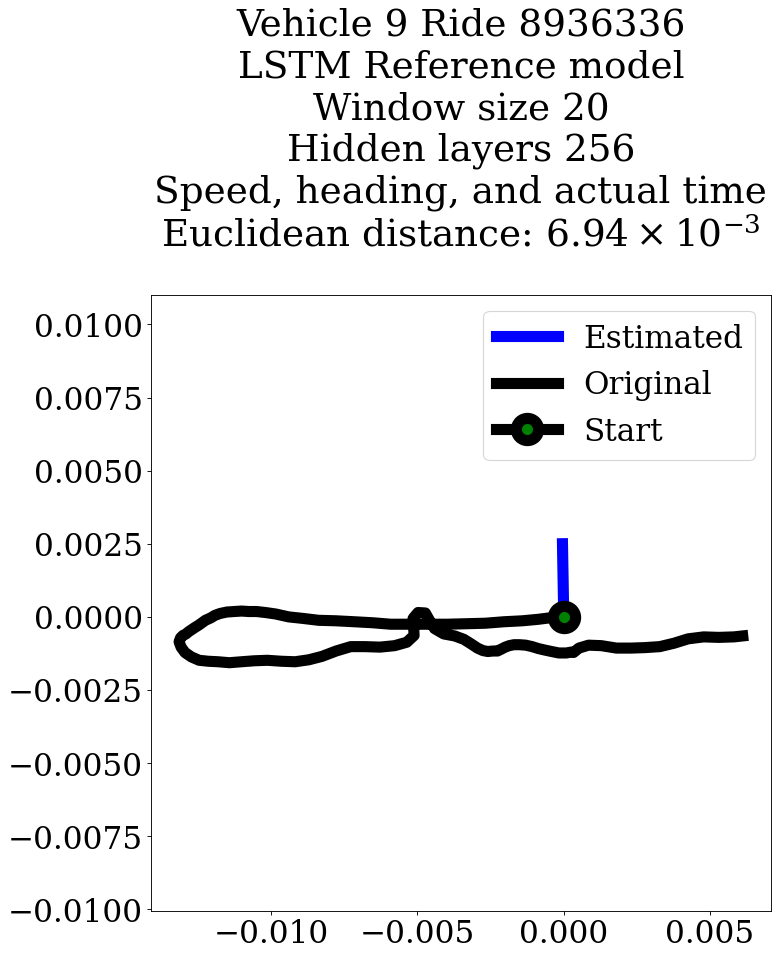 Vehicle 9 Ride 8936336
LSTM Reference model
Window size 20
Hidden layers 256
Speed, heading, and actual time
Euclidean distance: 6.94 × 10⁻³
Estimated
Original
Start
0.0100
0.0075
0.0050
0.0025
0.0000
−0.0025
−0.0050
−0.0075
−0.0100
−0.010
−0.005
0.000
0.005